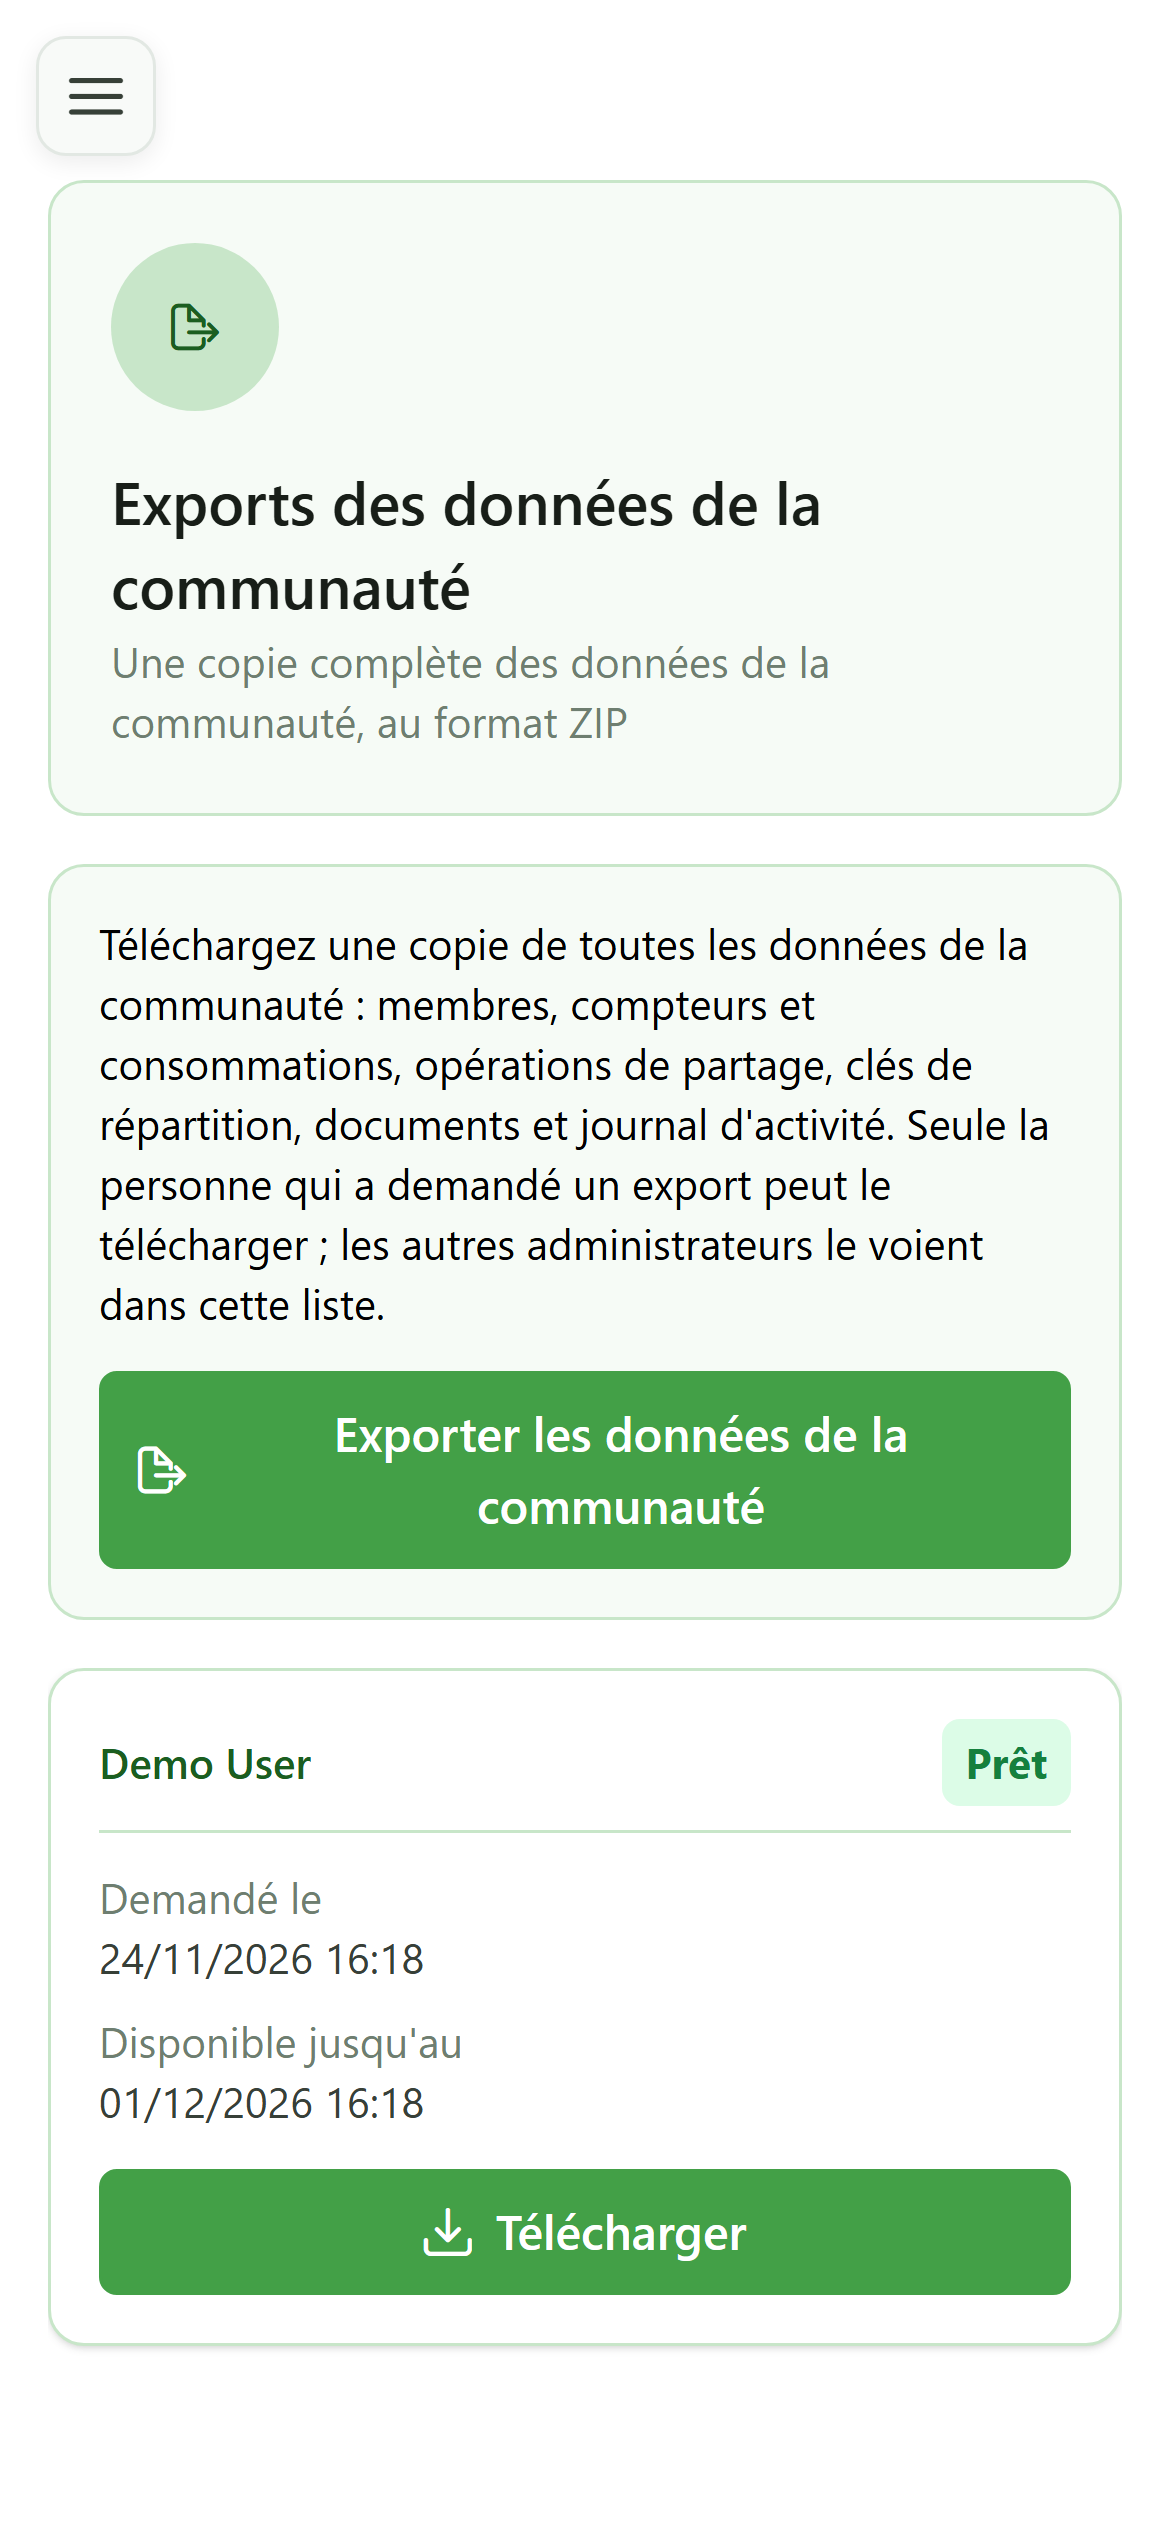 Exports des données de la
communauté
Une copie complète des données de la
communauté, au format ZIP
Téléchargez une copie de toutes les données de la
communauté : membres, compteurs et
consommations, opérations de partage, clés de
répartition, documents et journal d'activité. Seule la
personne qui a demandé un export peut le
télécharger ; les autres administrateurs le voient
dans cette liste.
Exporter les données de la
communauté
Demo User
Prêt
Demandé le
24/11/2026 16:18
Disponible jusqu'au
01/12/2026 16:18
Télécharger